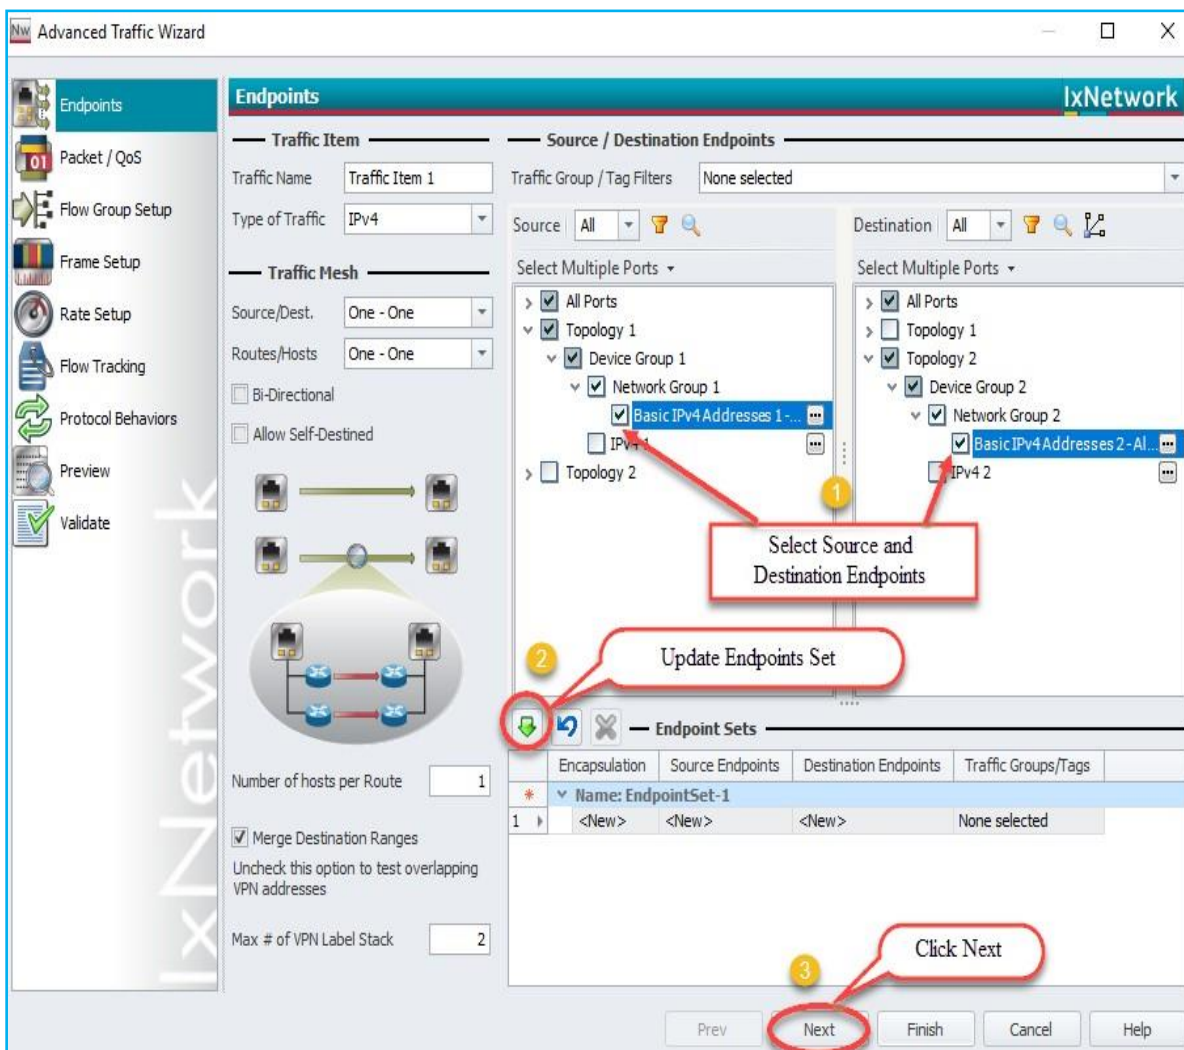 Nw Advanced Traffic Wizard
Endpoints
01 Packet / QoS
Flow Group Setup
Frame Setup
Rate Setup
Flow Tracking
Protocol Behaviors
Preview
Validate
IxNetwork
Endpoints
IxNetwork
Traffic Item
Traffic Name Traffic Item 1
Type of Traffic IPv4
Traffic Mesh
Source/Dest. One - One
Routes/Hosts One - One
Bi-Directional
Allow Self-Destined
Number of hosts per Route 1
Merge Destination Ranges
Uncheck this option to test overlapping
VPN addresses
Max # of VPN Label Stack 2
Source / Destination Endpoints
Traffic Group / Tag Filters None selected
Source All
Select Multiple Ports
All Ports
Topology 1
Device Group 1
Network Group 1
Basic IPv4 Addresses 1-...
IPv4 1
Topology 2
Destination All
Select Multiple Ports
All Ports
Topology 1
Topology 2
Device Group 2
Network Group 2
Basic IPv4 Addresses 2-Al...
IPv4 2
1
Select Source and
Destination Endpoints
2
Update Endpoints Set
Endpoint Sets
Encapsulation Source Endpoints Destination Endpoints Traffic Groups/Tags
* Name: EndpointSet-1
1 <New> <New> <New> None selected
3
Click Next
Prev Next Finish Cancel Help